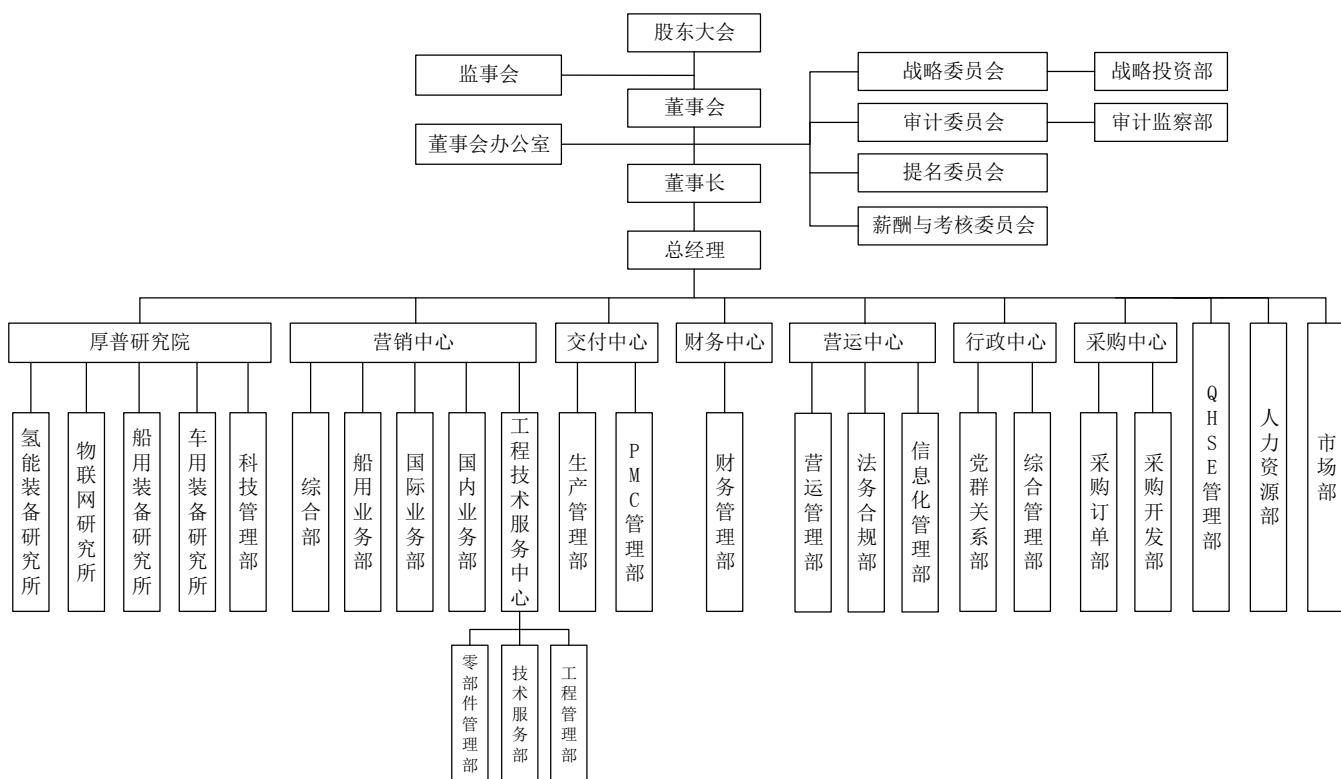 股东大会
监事会
战略委员会
战略投资部
董事会
审计委员会
审计监察部
董事会办公室
提名委员会
董事长
薪酬与考核委员会
总经理
厚普研究院
营销中心
交付中心
财务中心
营运中心
行政中心
采购中心
氢能装备研究所
物联网研究所
船用装备研究所
车用装备研究所
科技管理部
综合部
船用业务部
国际业务部
国内业务部
工程技术服务中心
生产管理部
PMC管理部
财务管理部
营运管理部
法务合规部
信息化管理部
党群关系部
综合管理部
采购订单部
采购开发部
QHSE管理部
人力资源部
市场部
零部件管理部
技术服务部
工程管理部